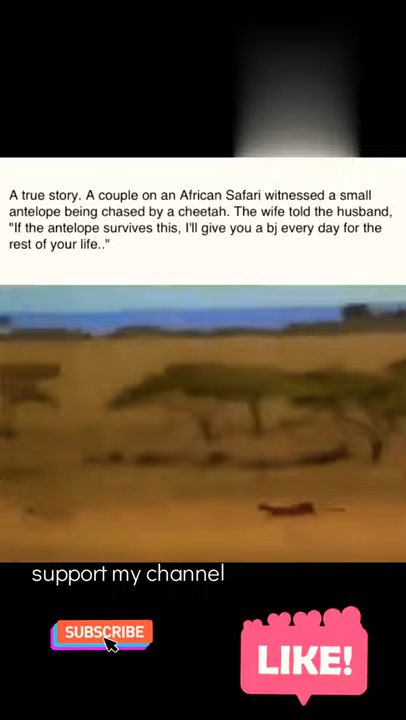 A true story. A couple on an African Safari witnessed a small
antelope being chased by a cheetah. The wife told the husband,
"If the antelope survives this, I'll give you a bj every day for the
rest of your life.."
support my channel
SUBSCRIBE
LIKE!